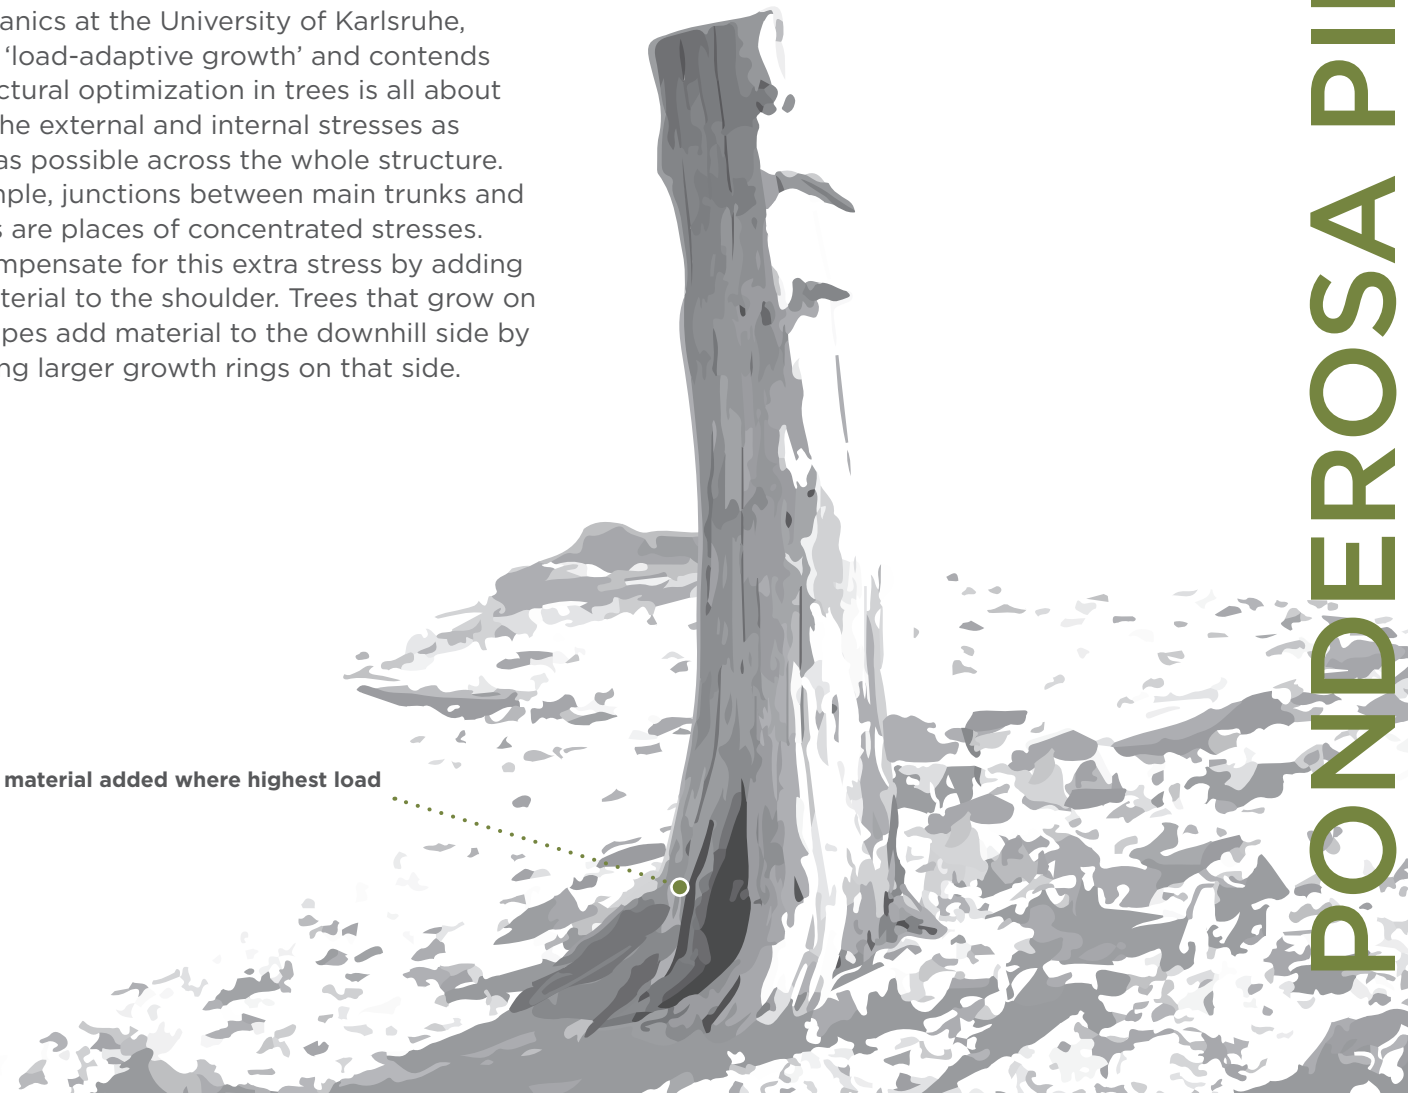 anics at the University of Karlsruhe,
‘load-adaptive growth’ and contends
ctural optimization in trees is all about
he external and internal stresses as
as possible across the whole structure.
mple, junctions between main trunks and
s are places of concentrated stresses.
mpensate for this extra stress by adding
terial to the shoulder. Trees that grow on
pes add material to the downhill side by
ng larger growth rings on that side.
material added where highest load
PONDEROSA PI